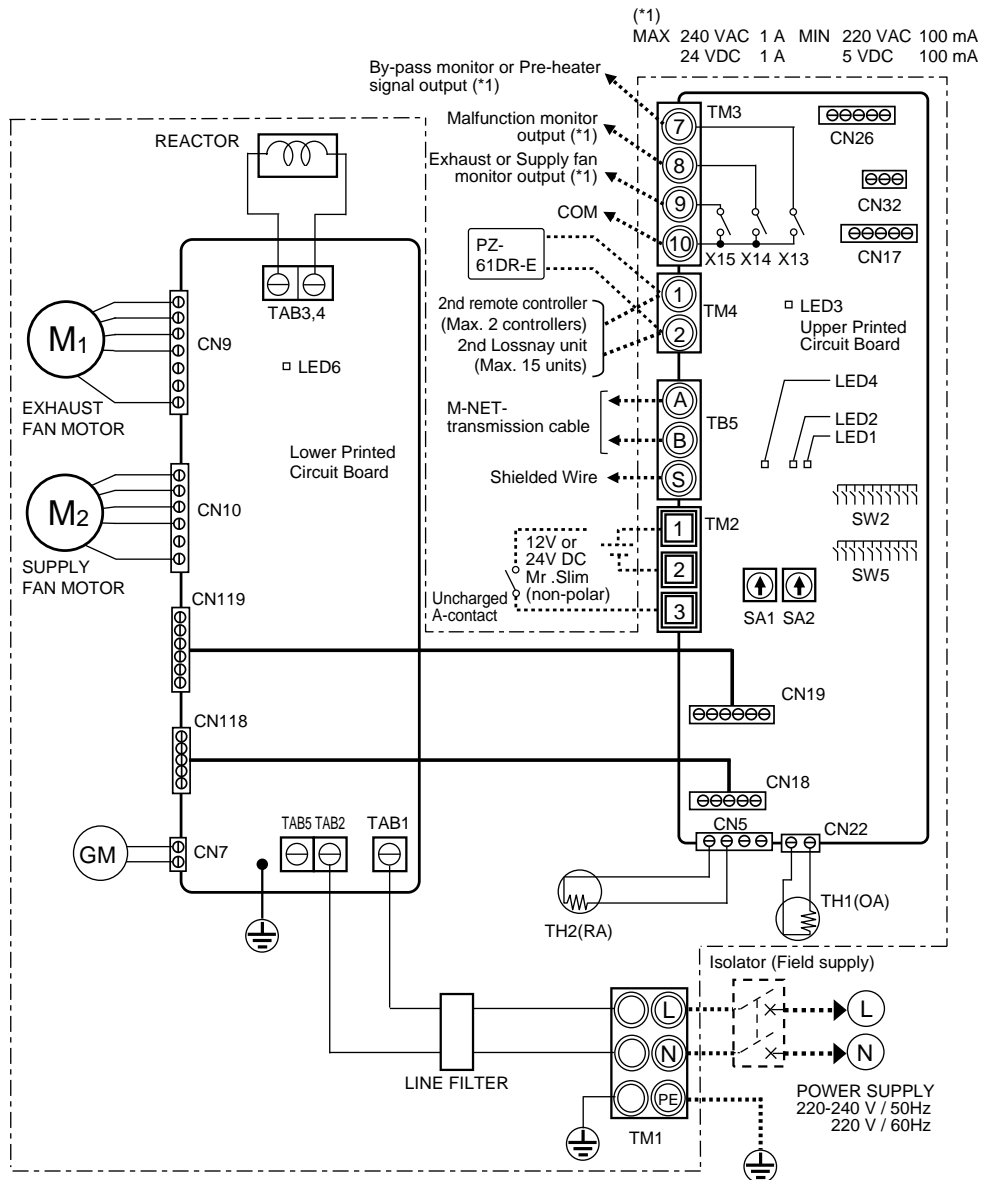 (*1)
MAX 240 VAC 1 A MIN 220 VAC 100 mA
24 VDC 1 A 5 VDC 100 mA
By-pass monitor or Pre-heater
signal output (*1)
Malfunction monitor
output (*1)
Exhaust or Supply fan
monitor output (*1)
COM
7
8
9
10
TM3
X15 X14 X13
CN26
CN32
CN17
REACTOR
TAB3,4
LED6
PZ-
61DR-E
2nd remote controller
(Max. 2 controllers)
2nd Lossnay unit
(Max. 15 units)
1
2
TM4
LED3
Upper Printed
Circuit Board
M1
EXHAUST
FAN MOTOR
CN9
Lower Printed
Circuit Board
M-NET-
transmission cable
Shielded Wire
A
B
S
TB5
LED4
LED2
LED1
M2
SUPPLY
FAN MOTOR
CN10
12V or
24V DC
Mr .Slim
(non-polar)
Uncharged
A-contact
1
2
3
TM2
SW2
SW5
SA1 SA2
CN119
CN19
CN118
CN18
GM
CN7
TAB5 TAB2 TAB1
CN5
CN22
TH2(RA)
TH1(OA)
Isolator (Field supply)
LINE FILTER
L
N
PE
TM1
L
N
POWER SUPPLY
220-240 V / 50Hz
220 V / 60Hz